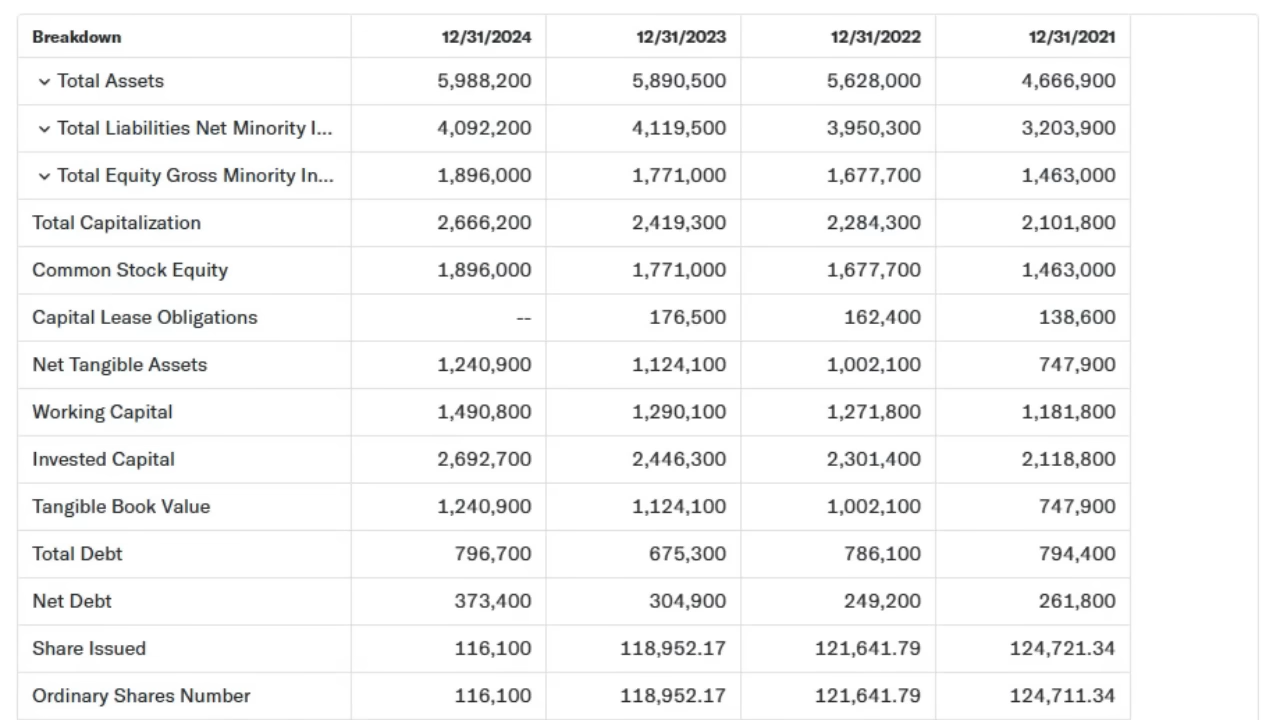 Breakdown 12/31/2024 12/31/2023 12/31/2022 12/31/2021
Total Assets 5,988,200 5,890,500 5,628,000 4,666,900
Total Liabilities Net Minority I... 4,092,200 4,119,500 3,950,300 3,203,900
Total Equity Gross Minority In... 1,896,000 1,771,000 1,677,700 1,463,000
Total Capitalization 2,666,200 2,419,300 2,284,300 2,101,800
Common Stock Equity 1,896,000 1,771,000 1,677,700 1,463,000
Capital Lease Obligations -- 176,500 162,400 138,600
Net Tangible Assets 1,240,900 1,124,100 1,002,100 747,900
Working Capital 1,490,800 1,290,100 1,271,800 1,181,800
Invested Capital 2,692,700 2,446,300 2,301,400 2,118,800
Tangible Book Value 1,240,900 1,124,100 1,002,100 747,900
Total Debt 796,700 675,300 786,100 794,400
Net Debt 373,400 304,900 249,200 261,800
Share Issued 116,100 118,952.17 121,641.79 124,721.34
Ordinary Shares Number 116,100 118,952.17 121,641.79 124,711.34